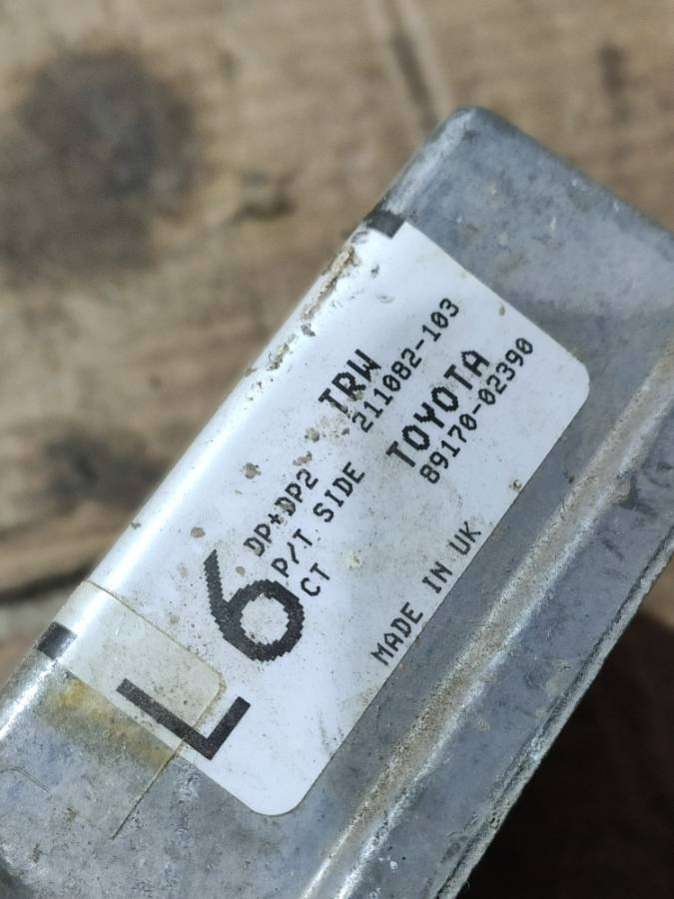 L6
DP+DP2
P/T SIDE
CT
TRW
211082-103
TOYOTA
89170-02390
MADE IN UK